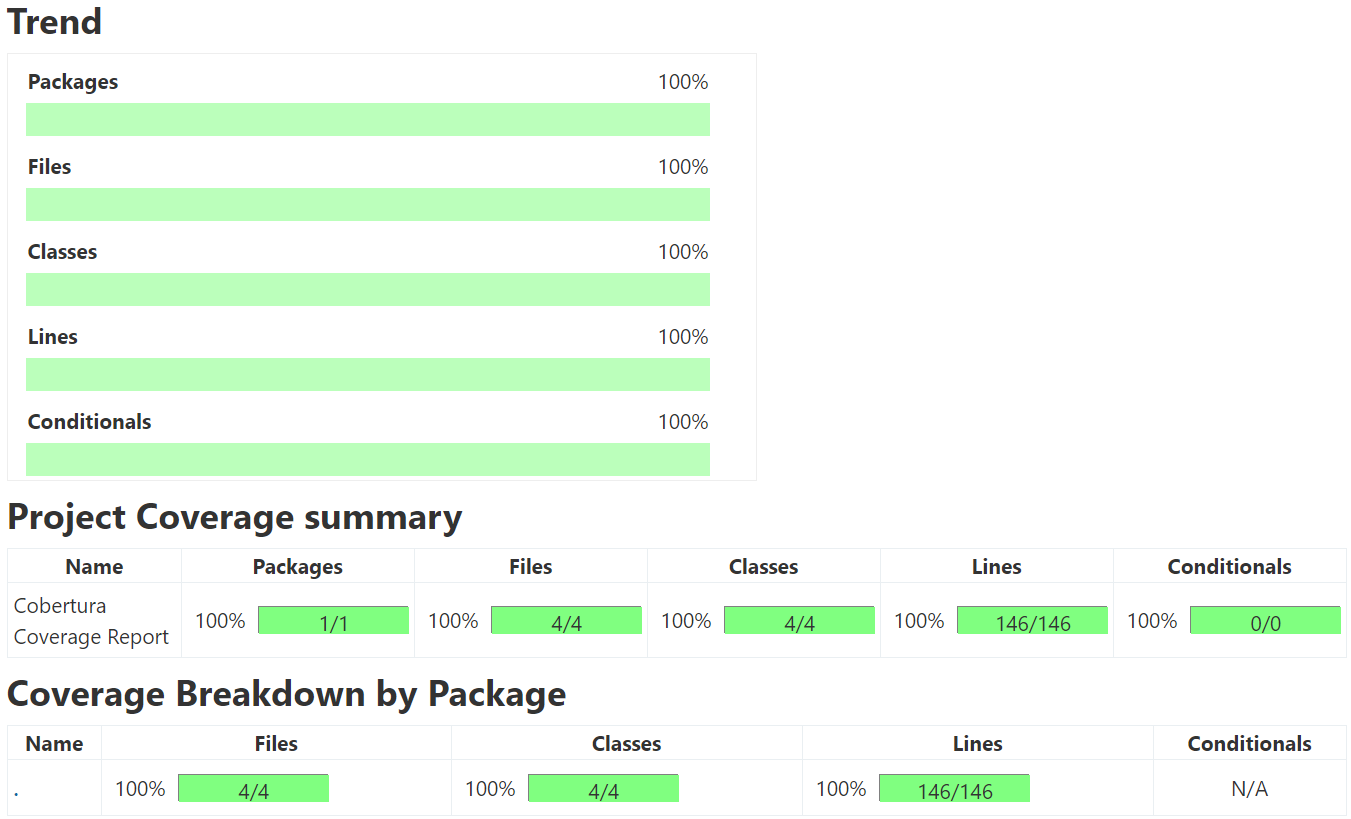 Trend
Packages 100%
Files 100%
Classes 100%
Lines 100%
Conditionals 100%
Project Coverage summary
Name Packages Files Classes Lines Conditionals
Cobertura
Coverage Report 100% 1/1 100% 4/4 100% 4/4 100% 146/146 100% 0/0
Coverage Breakdown by Package
Name Files Classes Lines Conditionals
. 100% 4/4 100% 4/4 100% 146/146 N/A